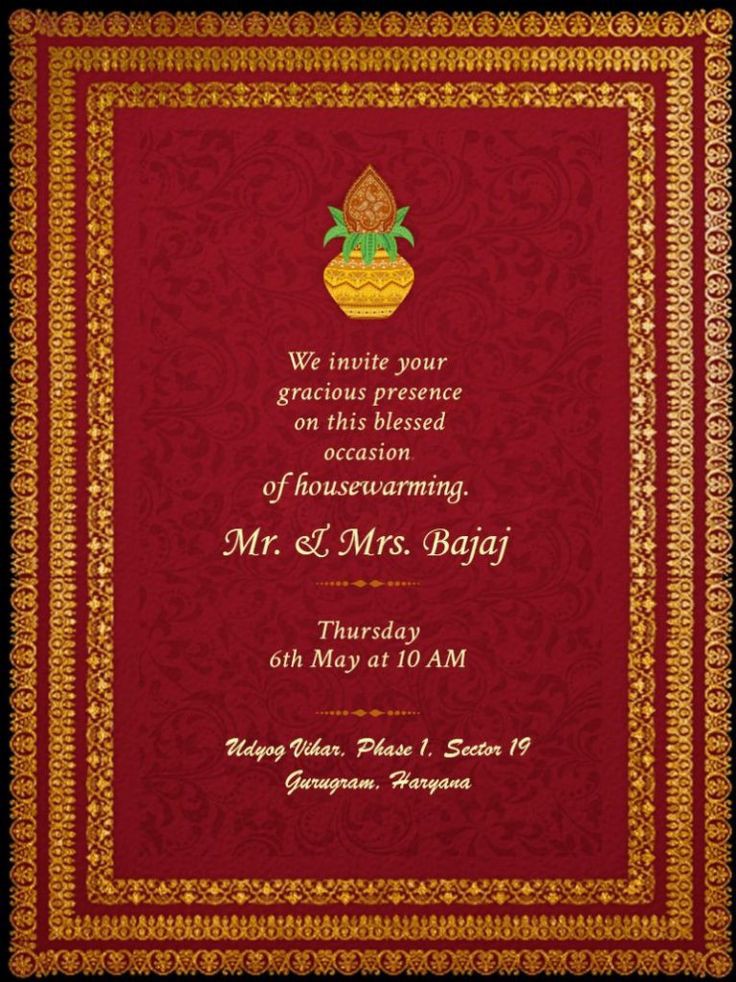 We invite your
gracious presence
on this blessed
occasion
of housewarming.
Mr. & Mrs. Bajaj
Thursday
6th May at 10 AM
Udyog Vihar, Phase 1, Sector 19
Gurugram, Haryana